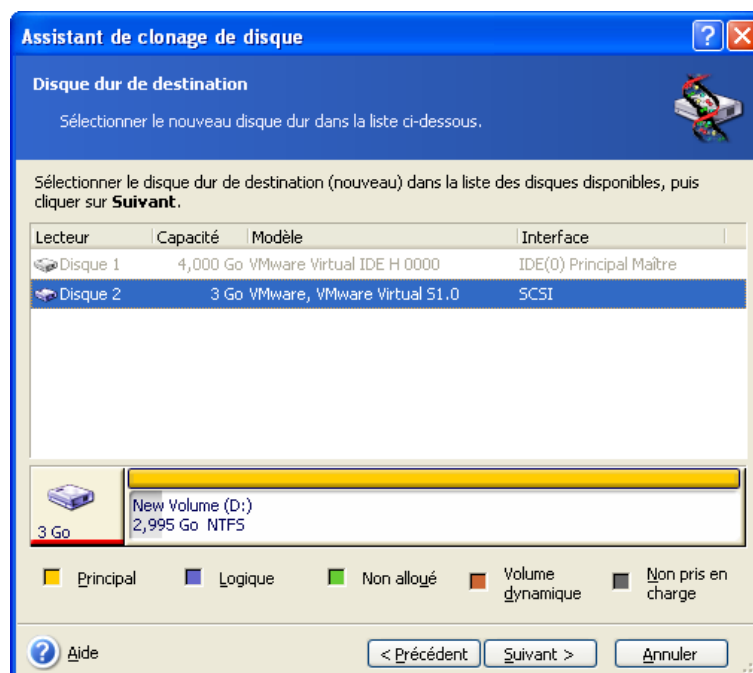 Assistant de clonage de disque
Disque dur de destination
Sélectionner le nouveau disque dur dans la liste ci-dessous.
Sélectionner le disque dur de destination (nouveau) dans la liste des disques disponibles, puis
cliquer sur Suivant.
Lecteur Capacité Modèle Interface
Disque 1 4,000 Go VMware Virtual IDE H 0000 IDE(0) Principal Maître
Disque 2 3 Go VMware, VMware Virtual S1.0 SCSI
New Volume (D:)
3 Go 2,995 Go NTFS
Principal Logique Non alloué Volume dynamique Non pris en charge
Aide < Précédent Suivant > Annuler